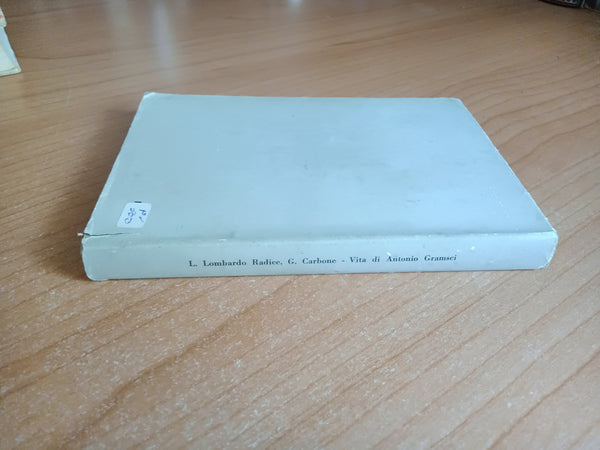 L. Lombardo Radice, G. Carbone - Vita di Antonio Gramsci